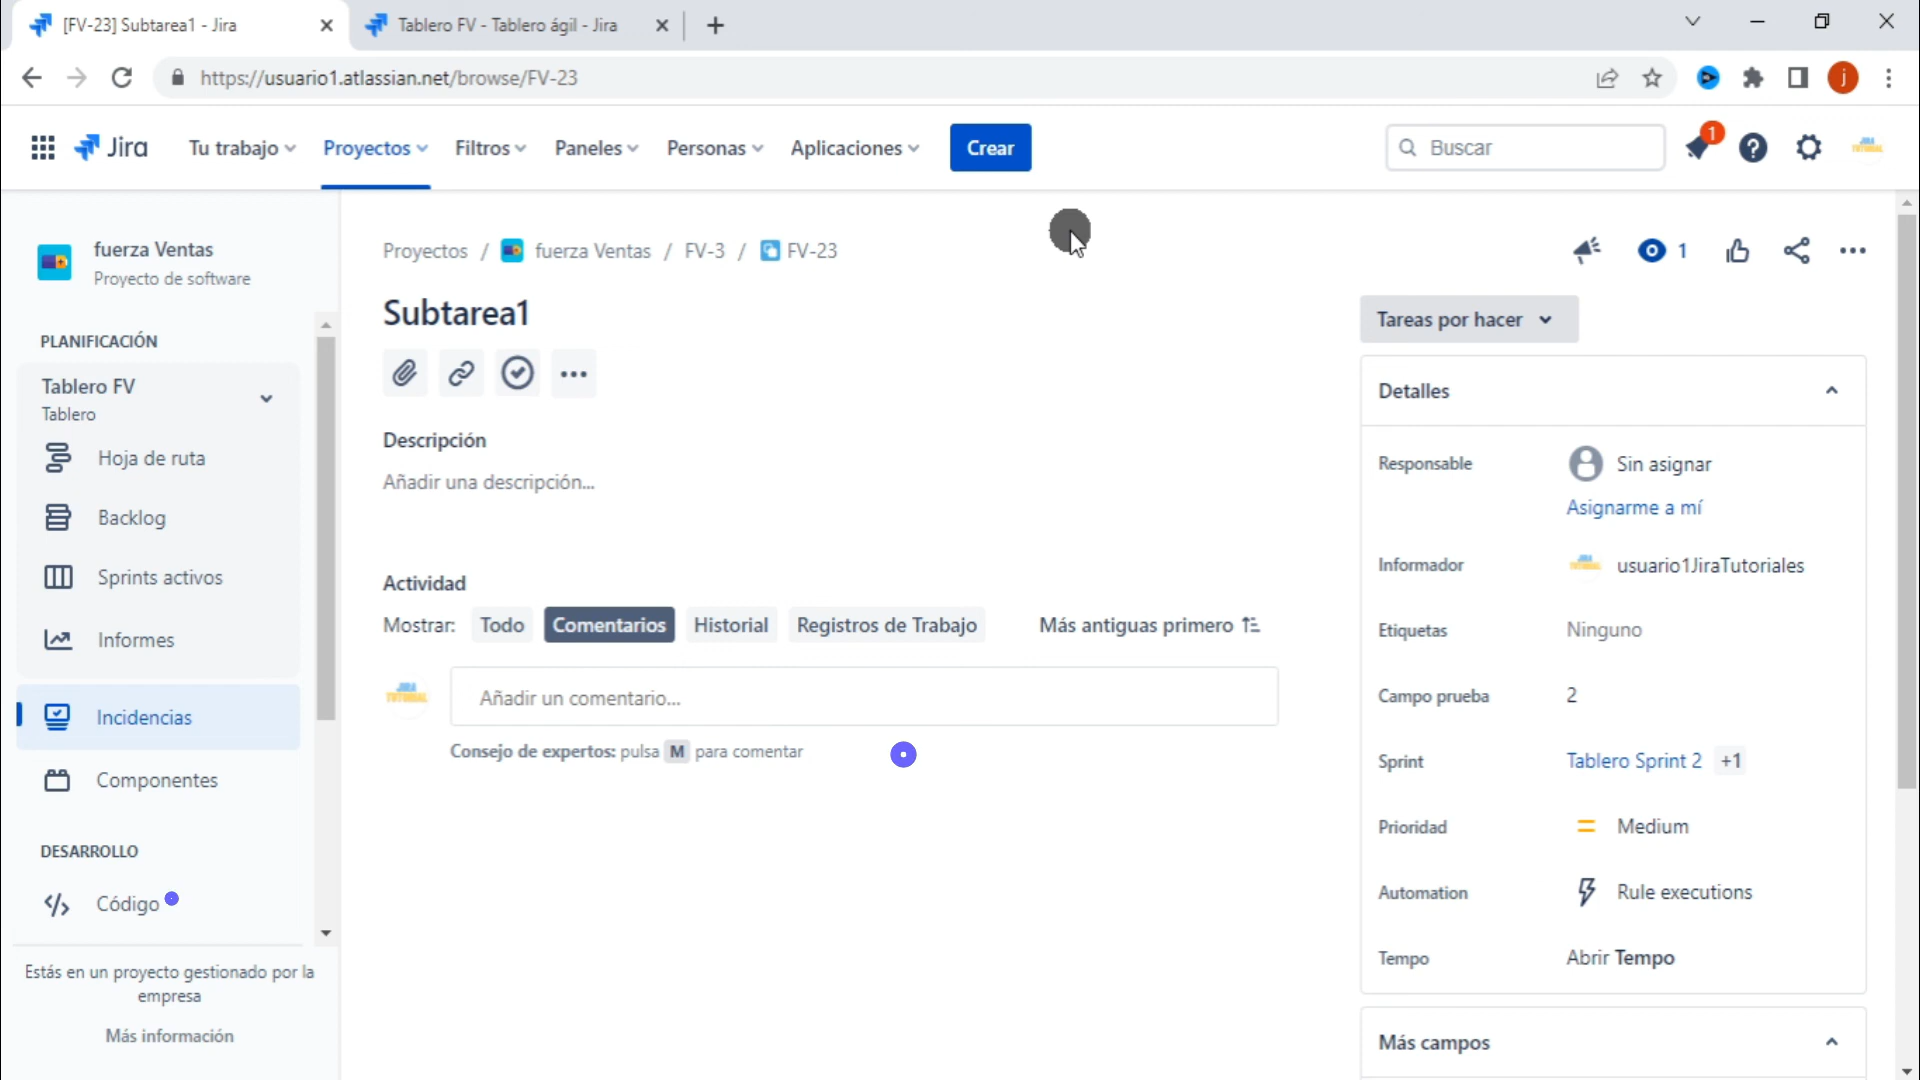 [FV-23] Subtarea1 - Jira
Tablero FV - Tablero ágil - Jira
https://usuario1.atlassian.net/browse/FV-23
j
Jira
Tu trabajo
Proyectos
Filtros
Paneles
Personas
Aplicaciones
Crear
Buscar
1
fuerza Ventas
Proyecto de software
PLANIFICACIÓN
Tablero FV
Tablero
Hoja de ruta
Backlog
Sprints activos
Informes
Incidencias
Componentes
DESARROLLO
Código
Estás en un proyecto gestionado por la
empresa
Más información
Proyectos / fuerza Ventas / FV-3 / FV-23
1
Subtarea1
Descripción
Añadir una descripción...
Actividad
Mostrar: Todo Comentarios Historial Registros de Trabajo Más antiguas primero
JIRA
TUTORIAL
Añadir un comentario...
Consejo de expertos: pulsa M para comentar
Tareas por hacer
Detalles
Responsable Sin asignar
Asignarme a mí
Informador usuario1JiraTutoriales
Etiquetas Ninguno
Campo prueba 2
Sprint Tablero Sprint 2 +1
Prioridad Medium
Automation Rule executions
Tempo Abrir Tempo
Más campos